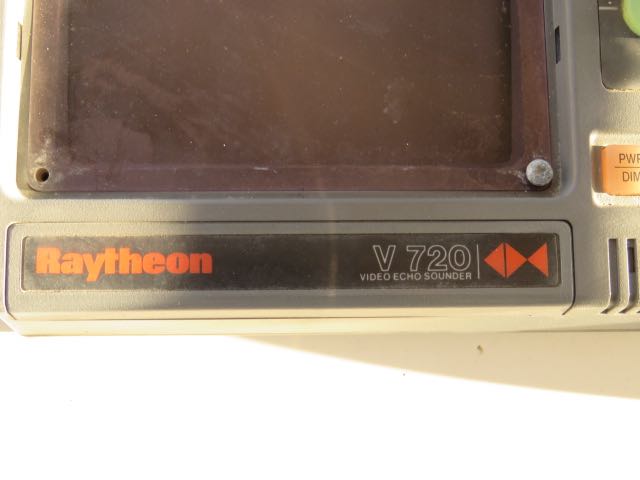 PWR
DIM
Raytheon
V 720
VIDEO ECHO SOUNDER